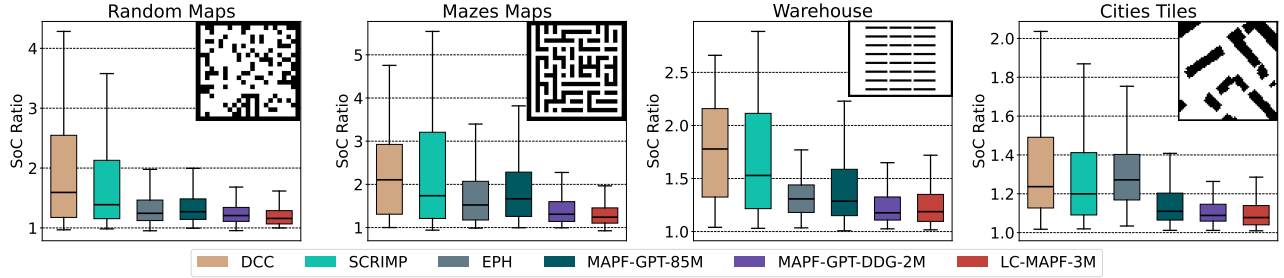 Random Maps
Mazes Maps
Warehouse
Cities Tiles
SoC Ratio
4
3
2
1
SoC Ratio
5
4
3
2
1
SoC Ratio
2.5
2.0
1.5
1.0
SoC Ratio
2.0
1.8
1.6
1.4
1.2
1.0
DCC SCRIMP EPH MAPF-GPT-85M MAPF-GPT-DDG-2M LC-MAPF-3M